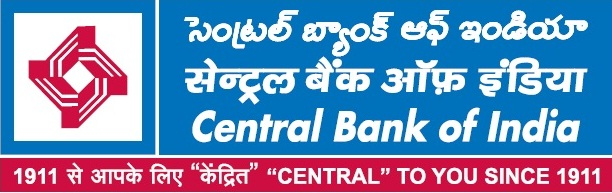 సెంట్రల్ బ్యాంక్ ఆఫ్ ఇండియా
सेन्ट्रल बैंक ऑफ़ इंडिया
Central Bank of India
1911 से आपके लिए “केंद्रित” “CENTRAL” TO YOU SINCE 1911